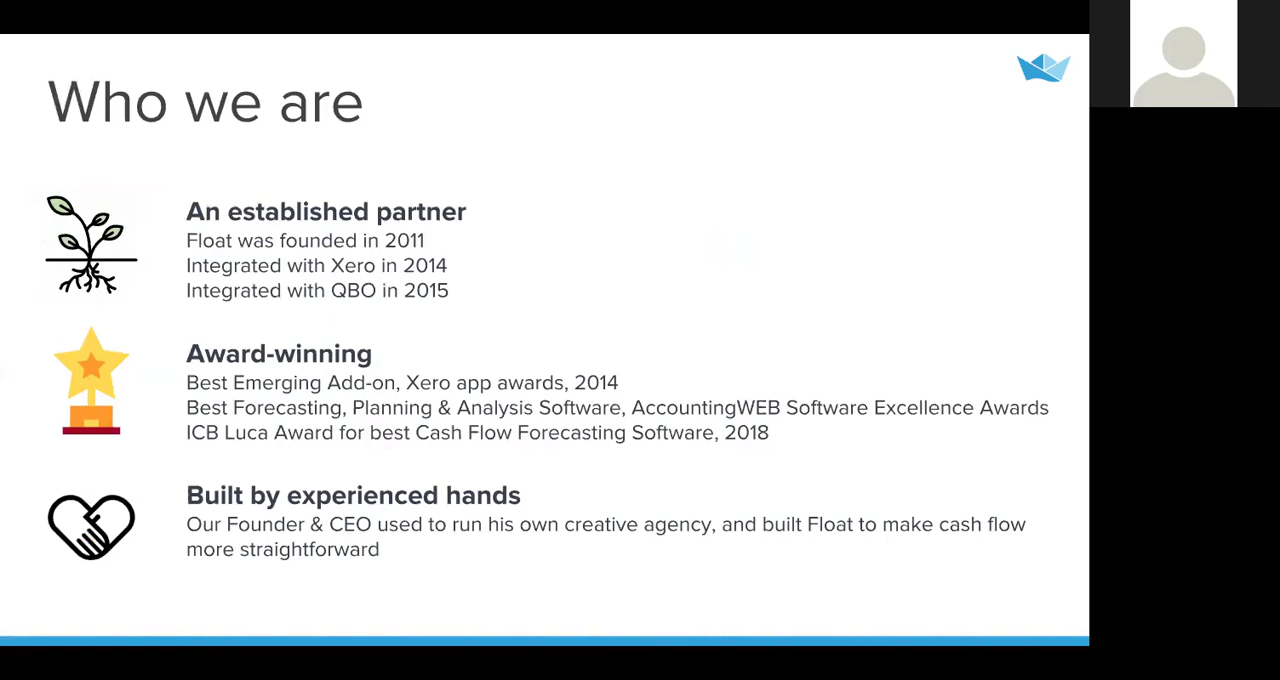 Who we are
An established partner
Float was founded in 2011
Integrated with Xero in 2014
Integrated with QBO in 2015
Award-winning
Best Emerging Add-on, Xero app awards, 2014
Best Forecasting, Planning & Analysis Software, AccountingWEB Software Excellence Awards
ICB Luca Award for best Cash Flow Forecasting Software, 2018
Built by experienced hands
Our Founder & CEO used to run his own creative agency, and built Float to make cash flow
more straightforward